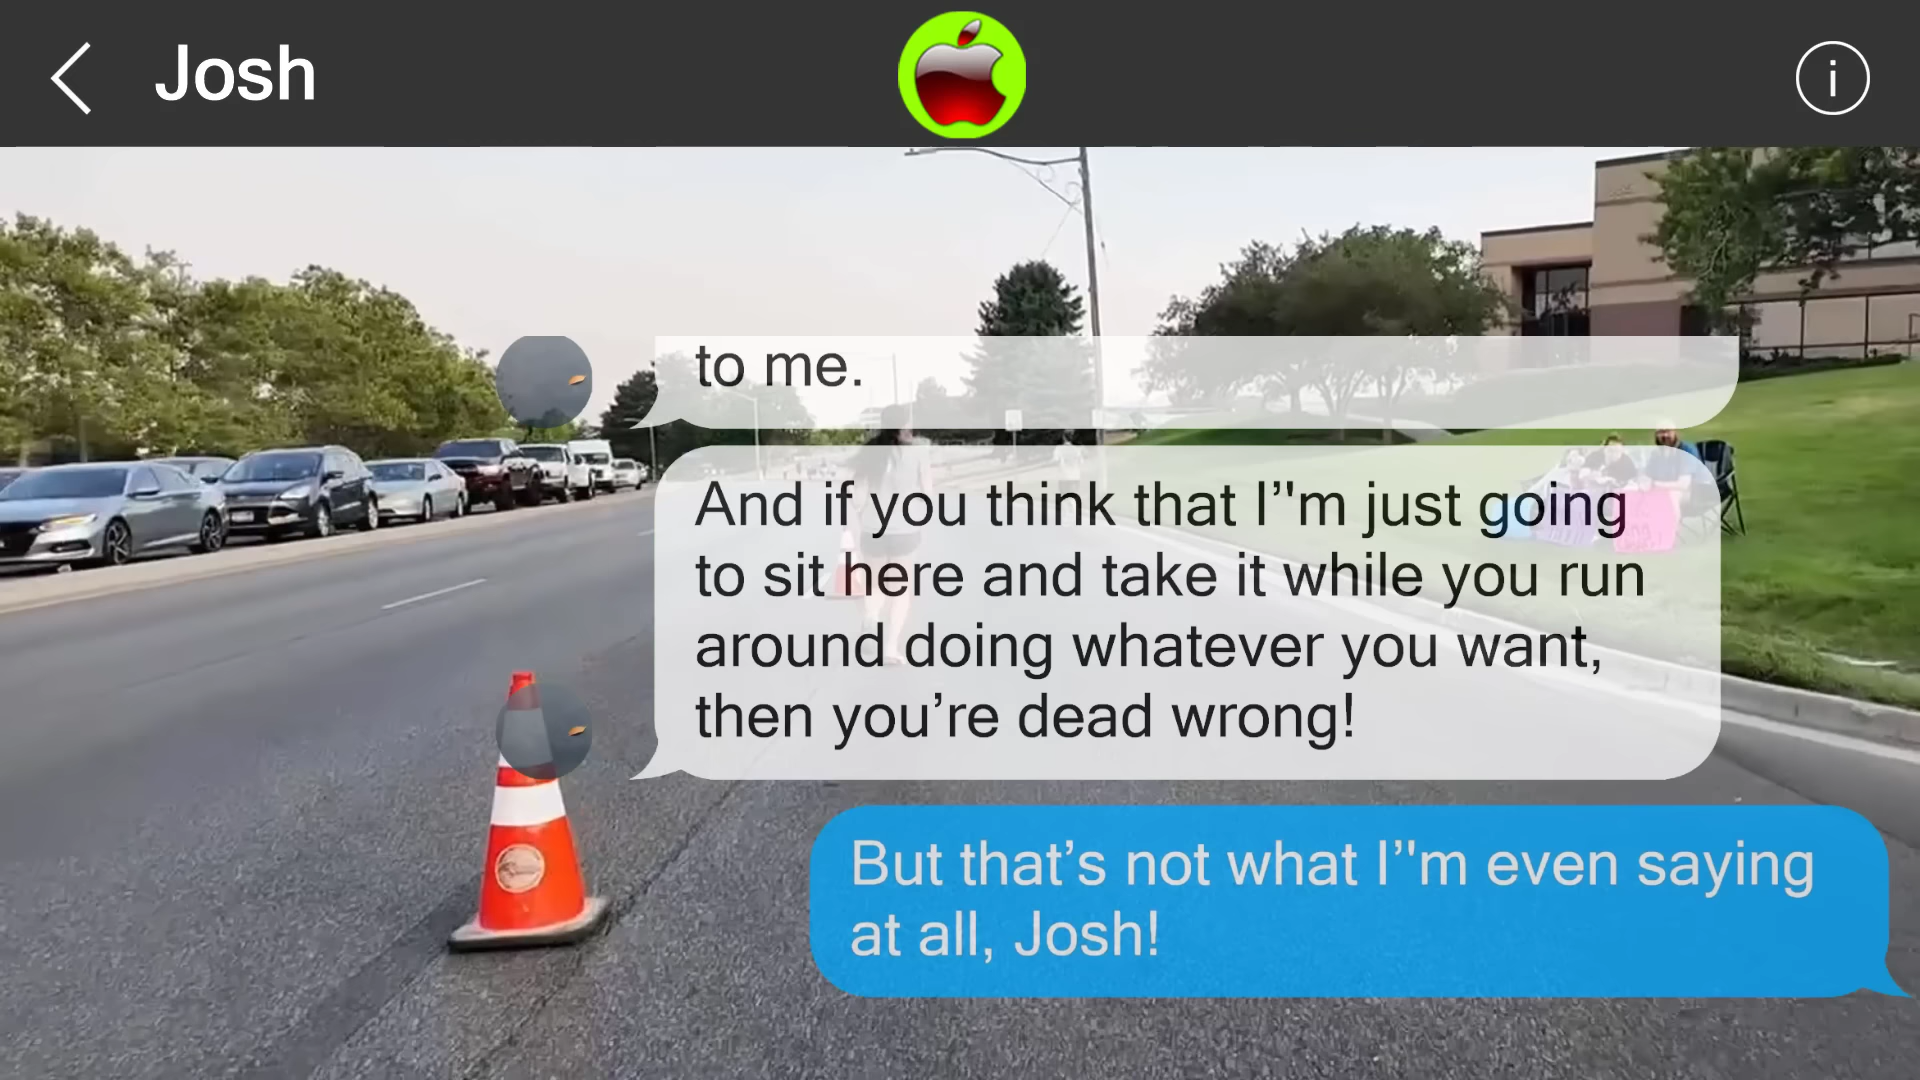 Josh
i
to me.
And if you think that I’'m just going
to sit here and take it while you run
around doing whatever you want,
then you’re dead wrong!
But that’s not what I’'m even saying
at all, Josh!